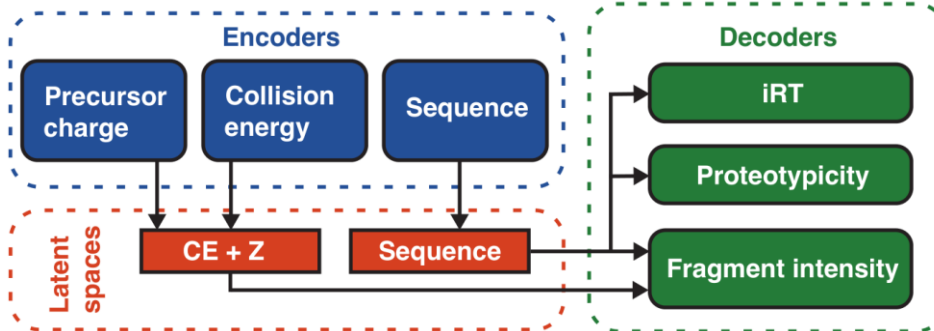 Encoders
Decoders
Precursor
charge
Collision
energy
Sequence
iRT
Proteotypicity
Latent
spaces
CE + Z
Sequence
Fragment intensity